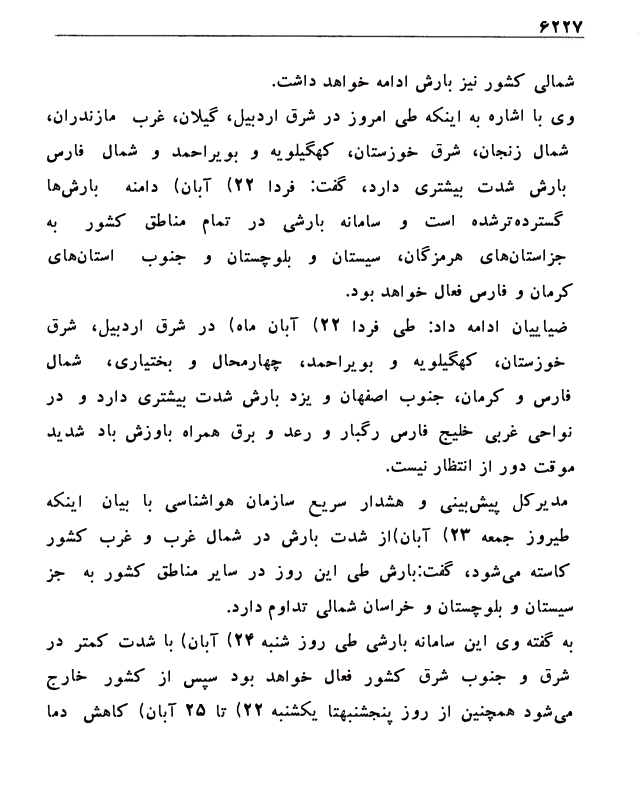 ۶۲۲۷
شمالی کشور نیز بارش ادامه خواهد داشت.
وی با اشاره به اینکه طی امروز در شرق اردبیل، گیلان، غرب مازندران،
شمال زنجان، شرق خوزستان، کهگیلویه و بویراحمد و شمال فارس
بارش شدت بیشتری دارد، گفت: فردا ۲۲) آبان) دامنه بارش‌ها
گسترده‌ترشده است و سامانه بارشی در تمام مناطق کشور به
جزاستان‌های هرمزگان، سیستان و بلوچستان و جنوب استان‌های
کرمان و فارس فعال خواهد بود.
ضیاییان ادامه داد: طی فردا ۲۲) آبان ماه) در شرق اردبیل، شرق
خوزستان، کهگیلویه و بویراحمد، چهارمحال و بختیاری، شمال
فارس و کرمان، جنوب اصفهان و یزد بارش شدت بیشتری دارد و در
نواحی غربی خلیج فارس رگبار و رعد و برق همراه باوزش باد شدید
موقت دور از انتظار نیست.
مدیرکل پیش‌بینی و هشدار سریع سازمان هواشناسی با بیان اینکه
طیروز جمعه ۲۳) آبان)از شدت بارش در شمال غرب و غرب کشور
کاسته می‌شود، گفت:بارش طی این روز در سایر مناطق کشور به جز
سیستان و بلوچستان و خراسان شمالی تداوم دارد.
به گفته وی این سامانه بارشی طی روز شنبه ۲۴) آبان) با شدت کمتر در
شرق و جنوب شرق کشور فعال خواهد بود سپس از کشور خارج
می‌شود همچنین از روز پنجشنبهتا یکشنبه ۲۲) تا ۲۵ آبان) کاهش دما